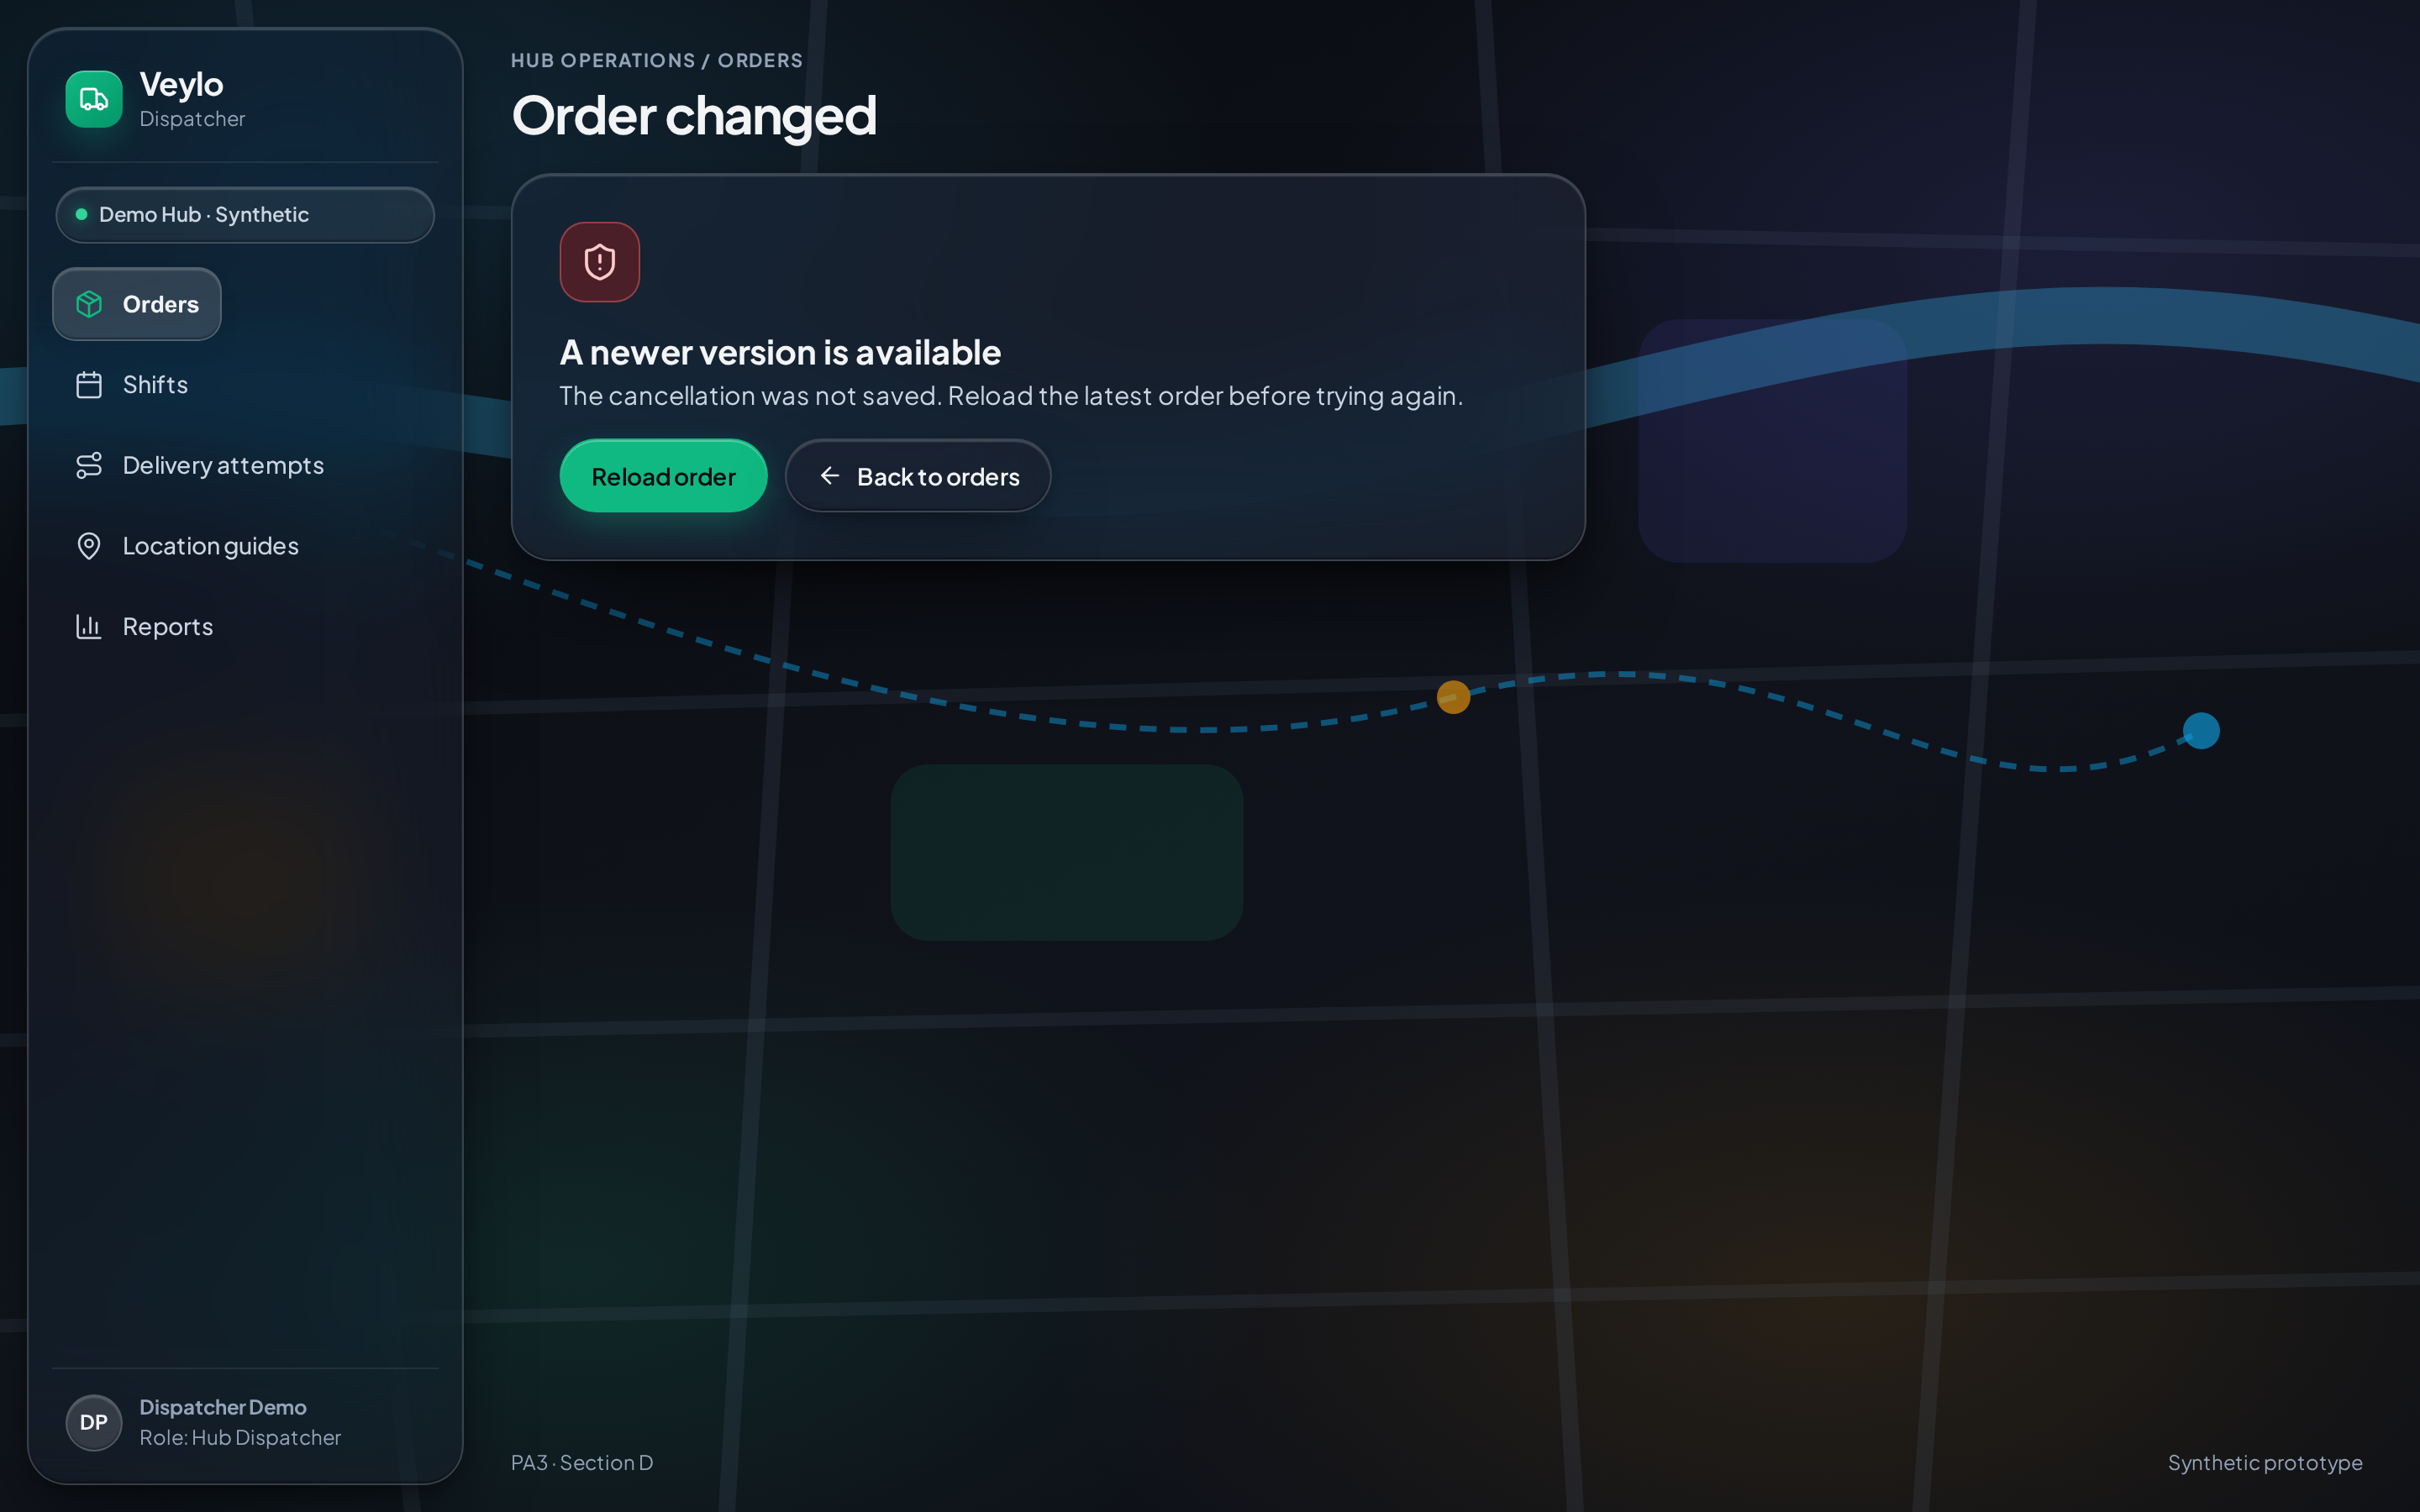 Veylo
Dispatcher
Demo Hub · Synthetic
Orders
Shifts
Delivery attempts
Location guides
Reports
DP
Dispatcher Demo
Role: Hub Dispatcher
HUB OPERATIONS / ORDERS
Order changed
A newer version is available
The cancellation was not saved. Reload the latest order before trying again.
Reload order
Back to orders
PA3 · Section D
Synthetic prototype